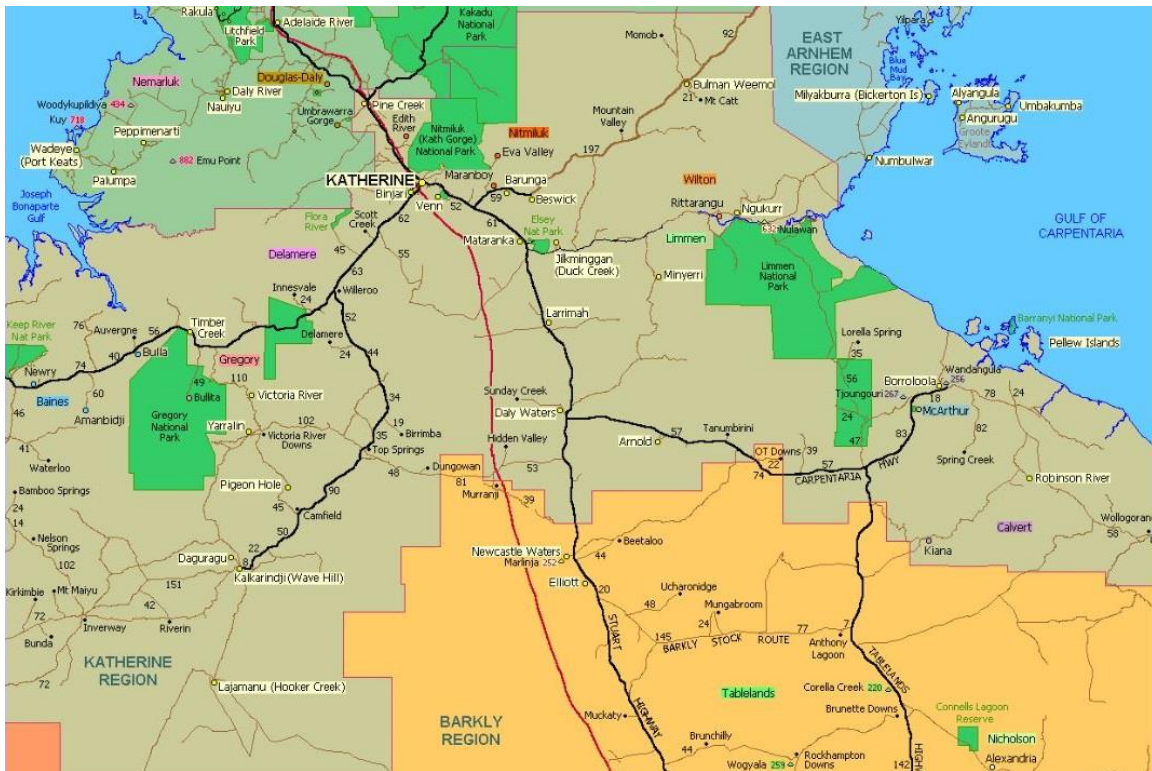 Rakula
Adelaide River
Litchfield
Park
Kakadu
National
Park
92
Momob
EAST
ARNHEM
REGION
Yilpara
Blue
Mud
Bay
Nemarluk
Douglas-Daly
Daly River
Nauiyu
Woodykupildiya 434
Kuy 718
Peppimenarti
Umbrawarra
Gorge
Pine Creek
Edith
River
Bulman Weemol
21
Mt Catt
Mountain
Valley
Milyakburra (Bickerton Is)
Alyangula
Umbakumba
Angurugu
Groote
Eylandt
Wadeye
(Port Keats)
882 Emu Point
Palumpa
Nitmiluk
(Kath Gorge)
National Park
Nitmiluk
Eva Valley
197
Numbulwar
KATHERINE
Maranboy
Barunga
Binjari
Venn
52
59
Beswick
Wilton
Joseph
Bonaparte
Gulf
Flora
River
Scott
Creek
62
61
Elsey
Nat Park
Rittarangu
Ngukurr
632
Nulawan
GULF OF
CARPENTARIA
Mataranka
Limmen
Delamere
45
55
Jilkminggan
(Duck Creek)
Minyerri
Limmen
National
Park
63
Innesvale
24
Willeroo
Keep River
Nat Park
76
Auvergne
56
Timber
Creek
52
Larrimah
Barranyi National Park
Delamere
24
44
Lorella Spring
35
Pellew Islands
40
Bulla
74
Gregory
Newry
Baines
60
Amanbidji
49
Bullita
110
Victoria River
Sunday Creek
56
Wandangula
Borroloola
256
Tjoungouri
267
18
78
24
46
Gregory
National
Park
34
19
Daly Waters
McArthur
24
Yarralin
102
Victoria River
Downs
35
Birrimba
Hidden Valley
Arnold
57
Tanumbirini
47
83
82
41
Waterloo
Top Springs
OT Downs
39
22
57
74
CARPENTARIA
HWY
Spring Creek
48
Dungowan
53
Bamboo Springs
Pigeon Hole
90
81
Murranji
39
Robinson River
24
14
45
Camfield
Wollogorang
58
Nelson
Springs
102
50
Calvert
Daguragu
22
8
Kalkarindji (Wave Hill)
Newcastle Waters
Marlinja 252
44
Beetaloo
Kiana
Kirkimbie
Mt Maiyu
151
Elliott
20
Ucharonidge
72
42
48
Mungabroom
Inverway
Riverin
STUART
24
77
7
Bunda
145
BARKLY STOCK ROUTE
Anthony
Lagoon
KATHERINE
REGION
72
Lajamanu (Hooker Creek)
TABLELANDS
Tablelands
Corella Creek 220
BARKLY
REGION
Muckaty
HIGHWAY
Brunette Downs
Connells Lagoon
Reserve
Brunchilly
44
Nicholson
Rockhampton
Downs
Wogyala 259
142
HIGH
Alexandria